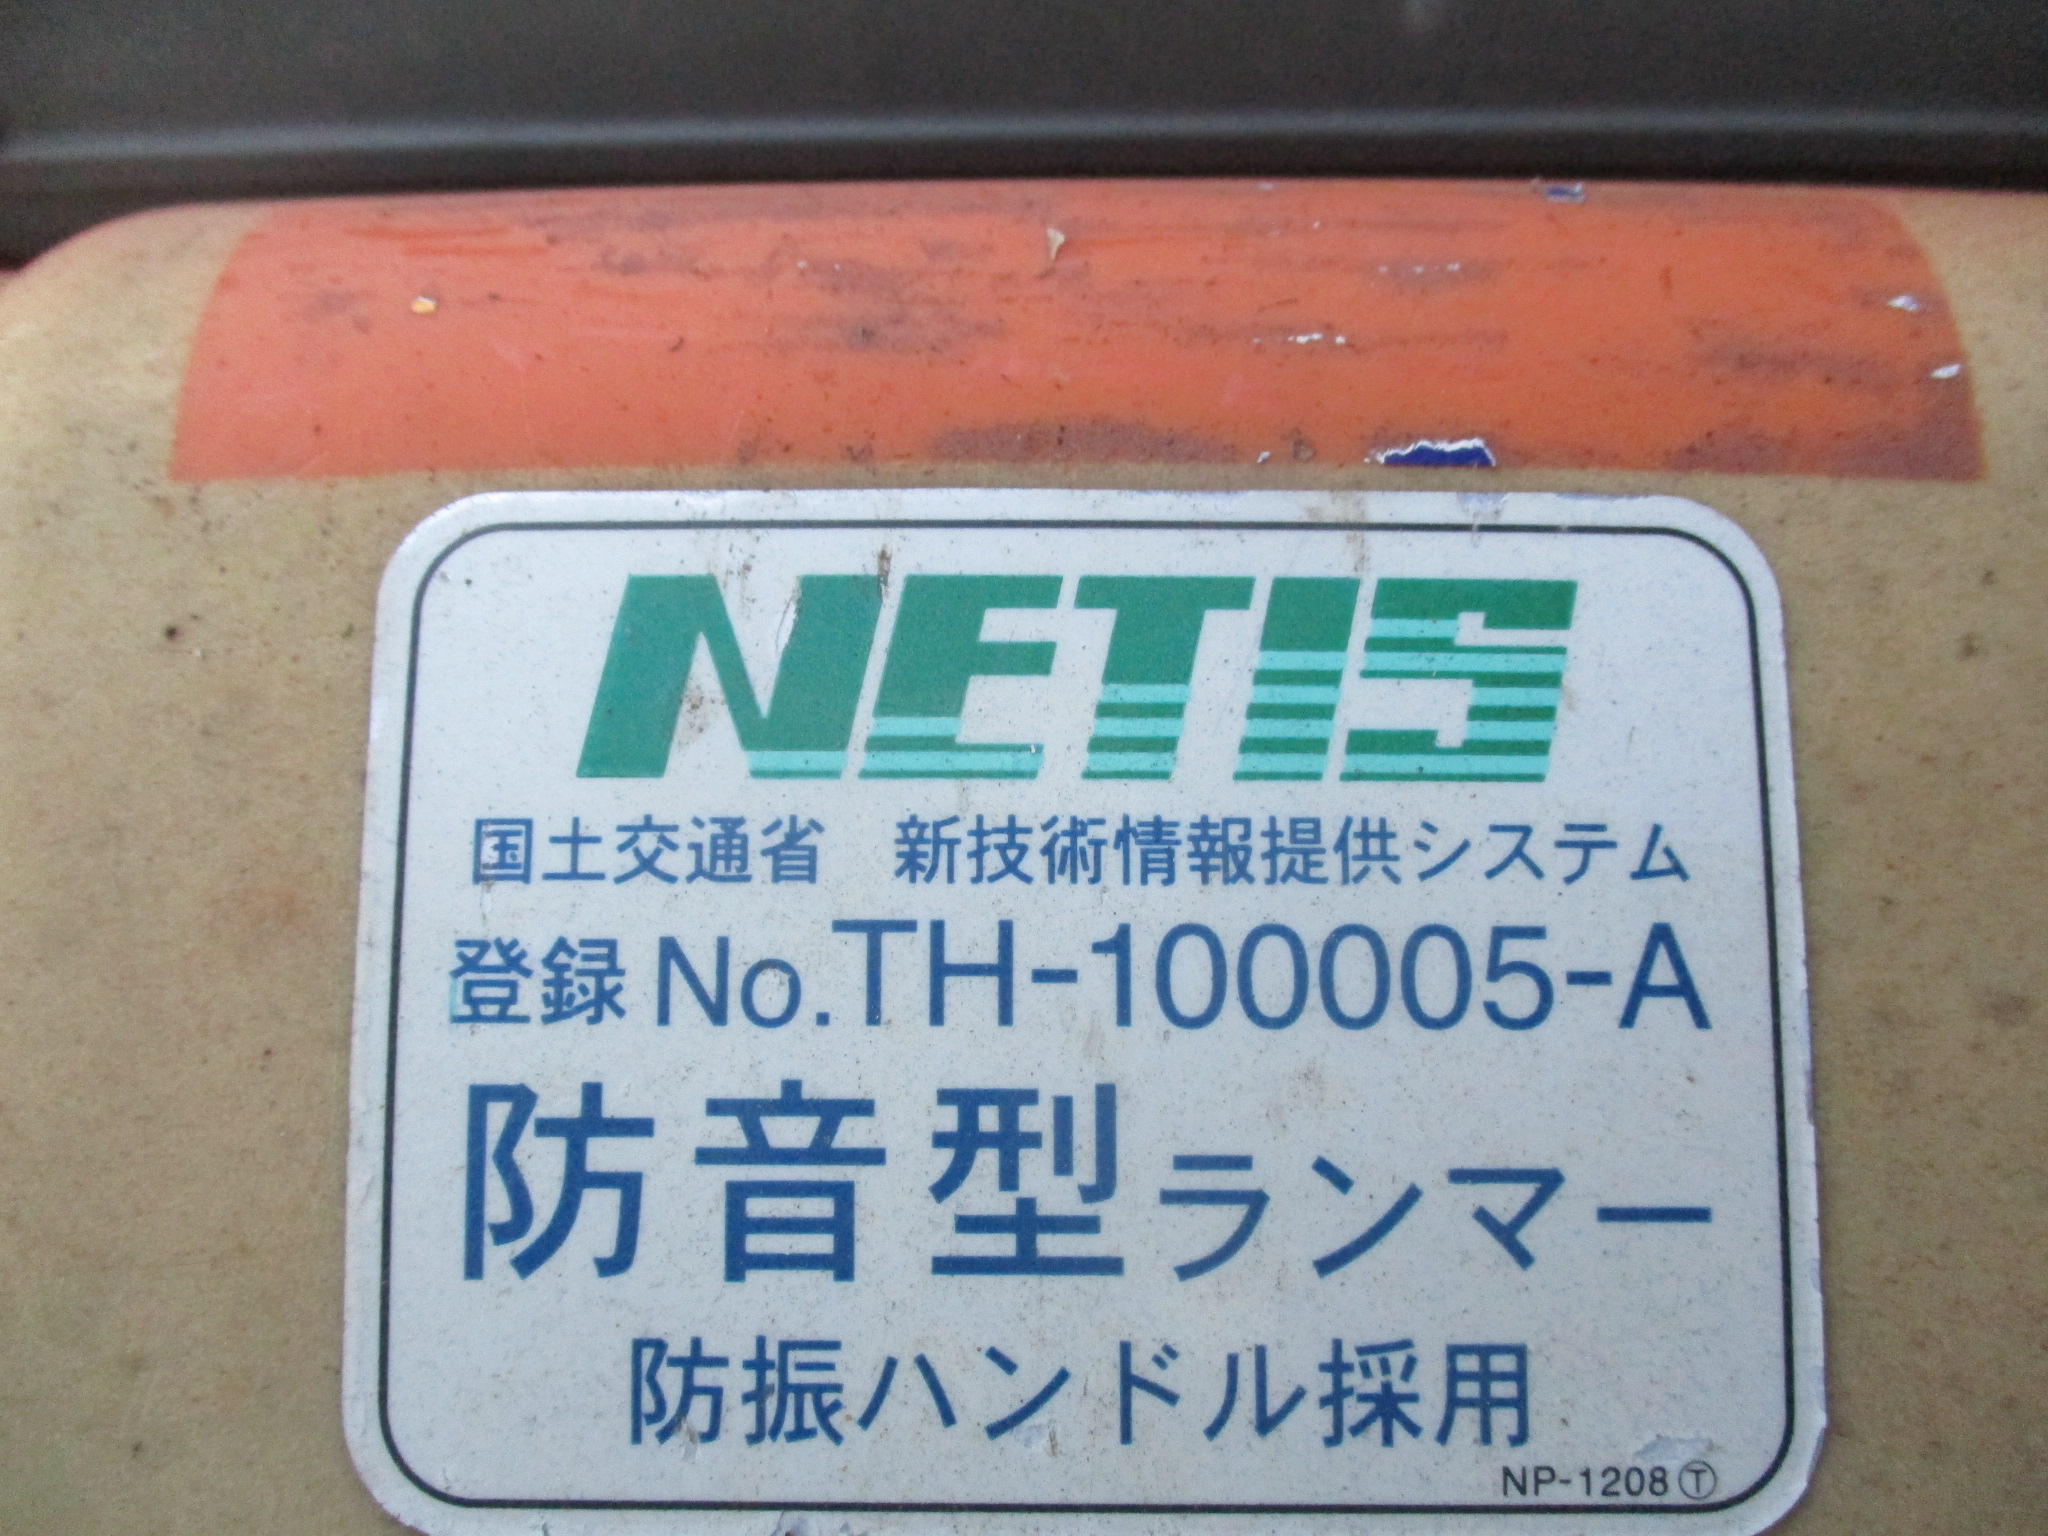 NETIS
国土交通省　新技術情報提供システム
登録 No.TH-100005-A
防音型ランマー
防振ハンドル採用
NP-1208Ⓣ